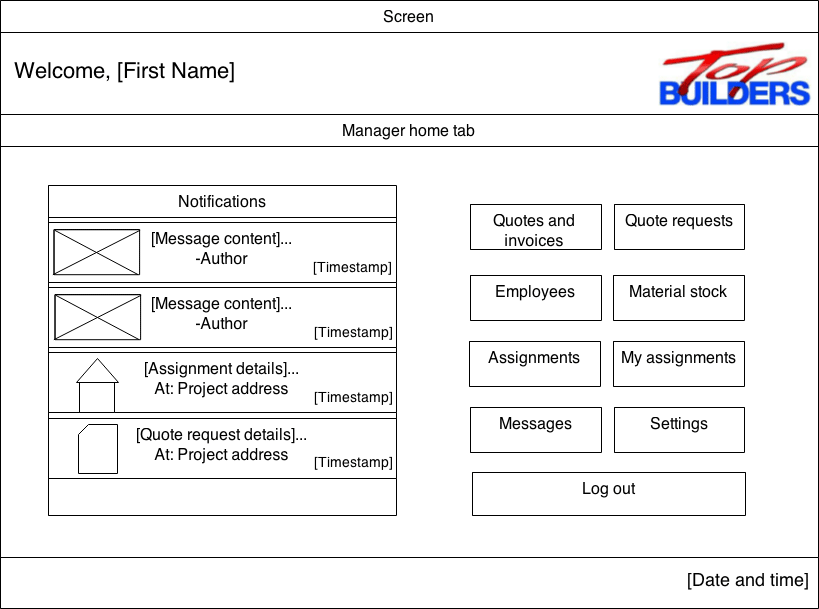 Screen
Welcome, [First Name]
Top
BUILDERS
Manager home tab
Notifications
[Message content]...
-Author
[Timestamp]
[Message content]...
-Author
[Timestamp]
[Assignment details]...
At: Project address
[Timestamp]
[Quote request details]...
At: Project address
[Timestamp]
Quotes and
invoices
Quote requests
Employees
Material stock
Assignments
My assignments
Messages
Settings
Log out
[Date and time]